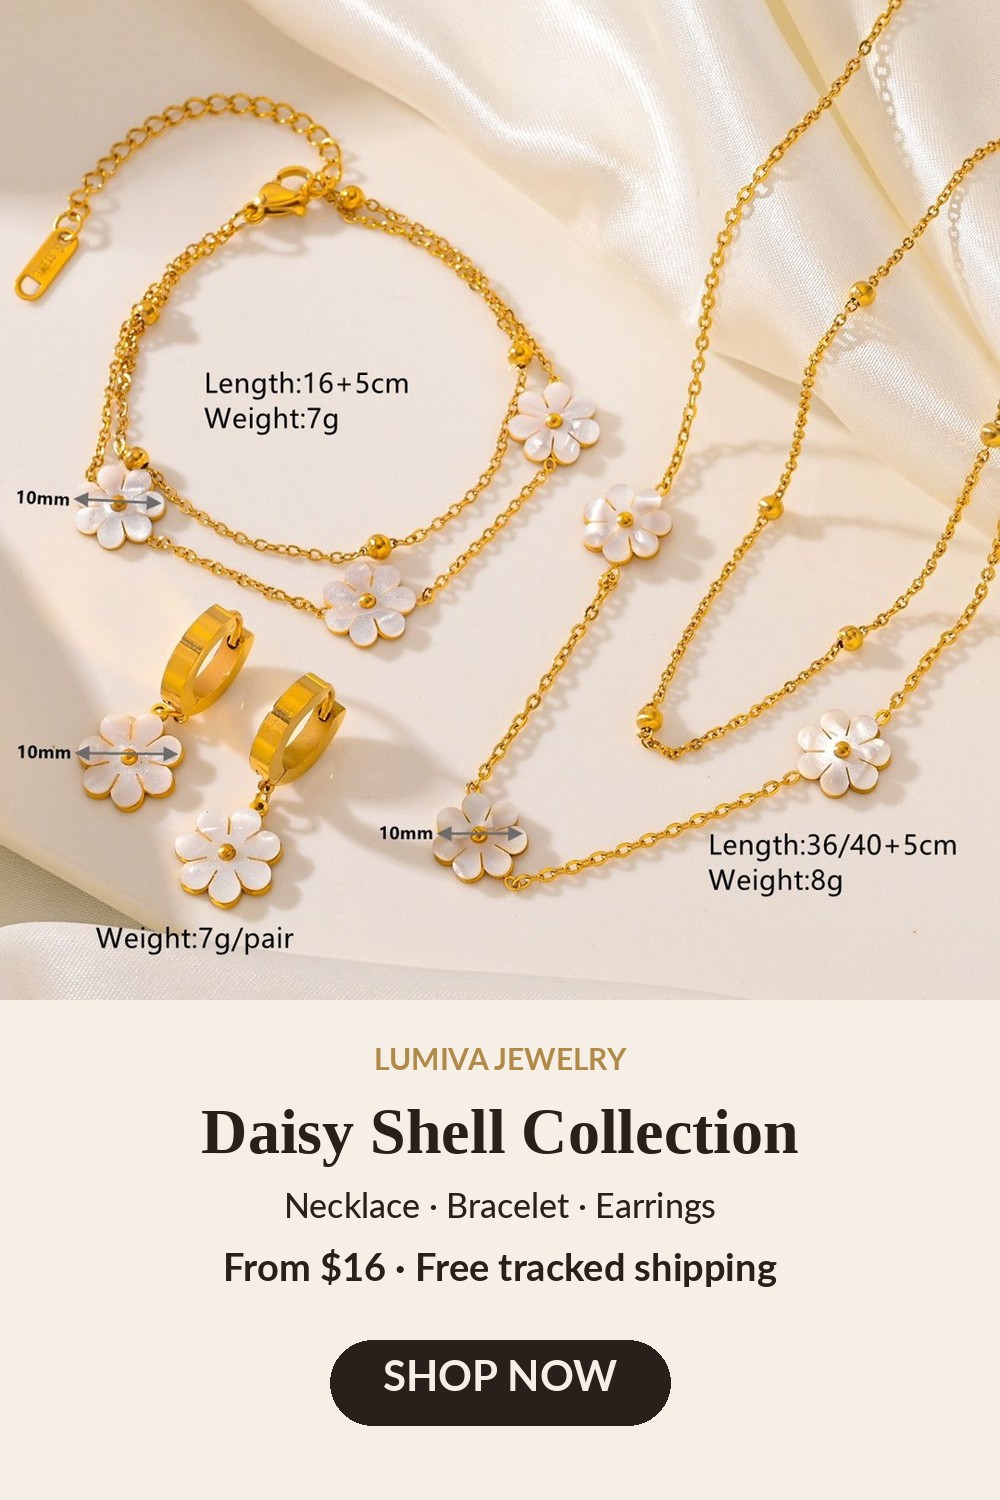 Length:16+5cm
Weight:7g
10mm
10mm
10mm
Length:36/40+5cm
Weight:8g
Weight:7g/pair
LUMIVA JEWELRY
Daisy Shell Collection
Necklace · Bracelet · Earrings
From $16 · Free tracked shipping
SHOP NOW